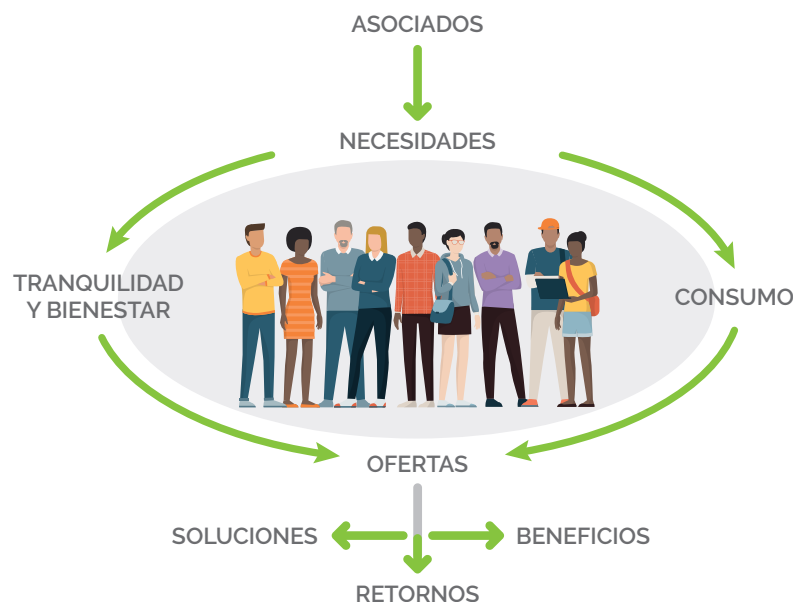 ASOCIADOS
NECESIDADES
TRANQUILIDAD
Y BIENESTAR
CONSUMO
OFERTAS
SOLUCIONES
BENEFICIOS
RETORNOS